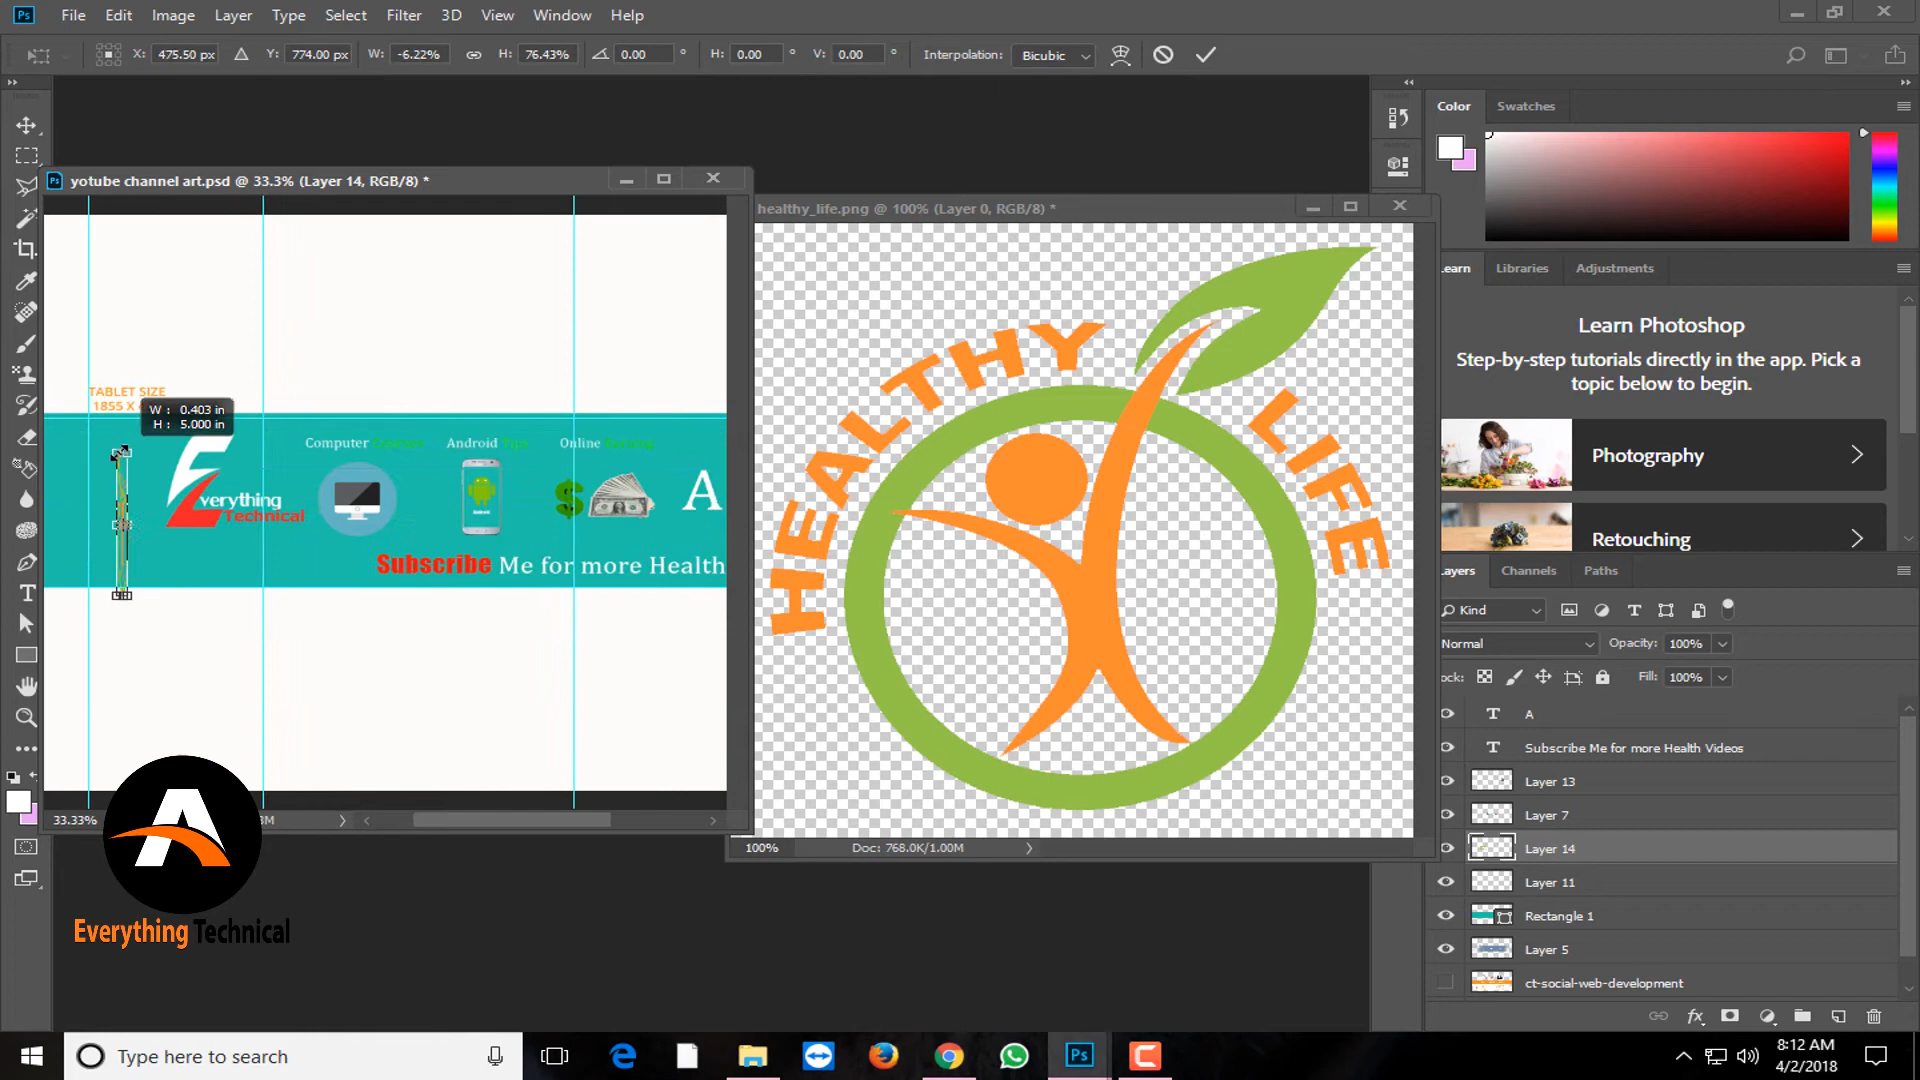 Ps File Edit Image Layer Type Select Filter 3D View Window Help
X: 475.50 px Y: 774.00 px W: -6.22% H: 76.43% 0.00 ° H: 0.00 ° V: 0.00 ° Interpolation: Bicubic
Color Swatches
Ps yotube channel art.psd @ 33.3% (Layer 14, RGB/8) *
healthy_life.png @ 100% (Layer 0, RGB/8) *
Libraries Adjustments
Learn Photoshop
Step-by-step tutorials directly in the app. Pick a
topic below to begin.
Photography
Retouching
TABLET SIZE
1855 X
W: 0.403 in
H: 5.000 in
Computer Courses Android Tips Online Earning
Everything
Technical
A
Subscribe Me for more Health
HEALTHY LIFE
Channels Paths
Kind
Normal Opacity: 100%
Fill: 100%
A
Subscribe Me for more Health Videos
Layer 13
Layer 7
Layer 14
Layer 11
Rectangle 1
Layer 5
ct-social-web-development
33.33%
100% Doc: 768.0K/1.00M
Everything Technical
Type here to search
Ps
8:12 AM
4/2/2018